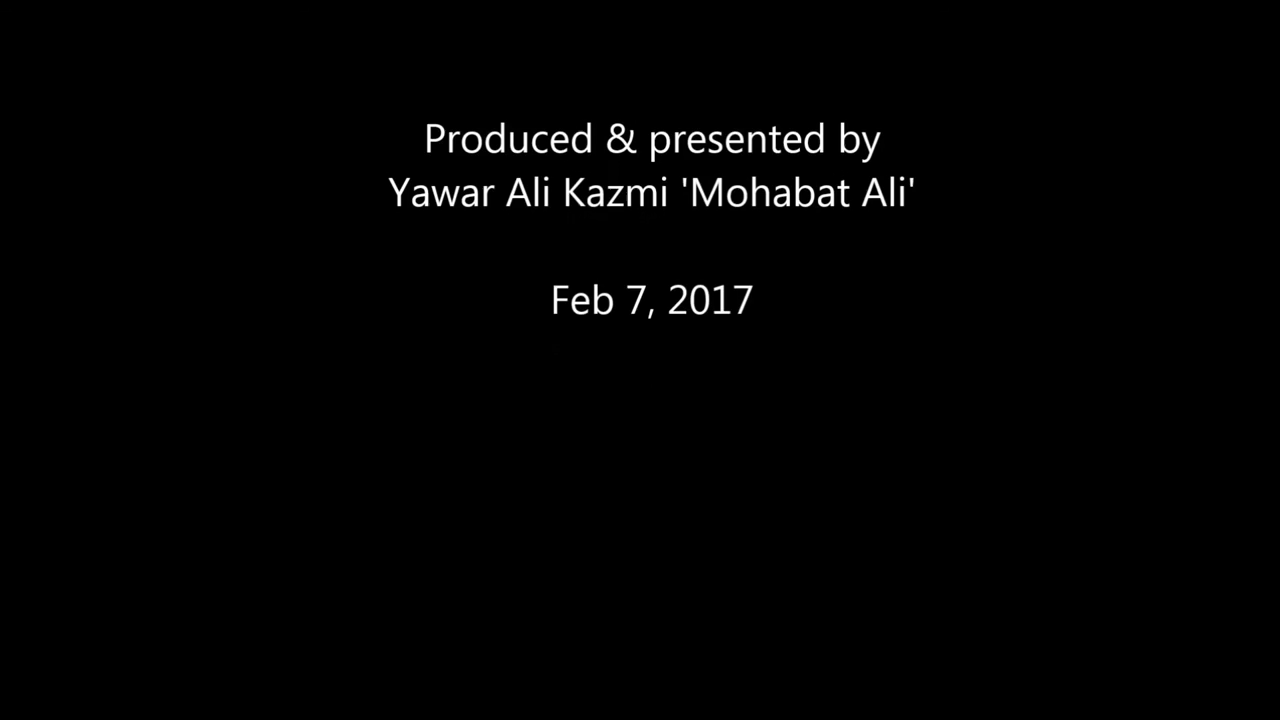 Produced & presented by
Yawar Ali Kazmi 'Mohabat Ali'
Feb 7, 2017